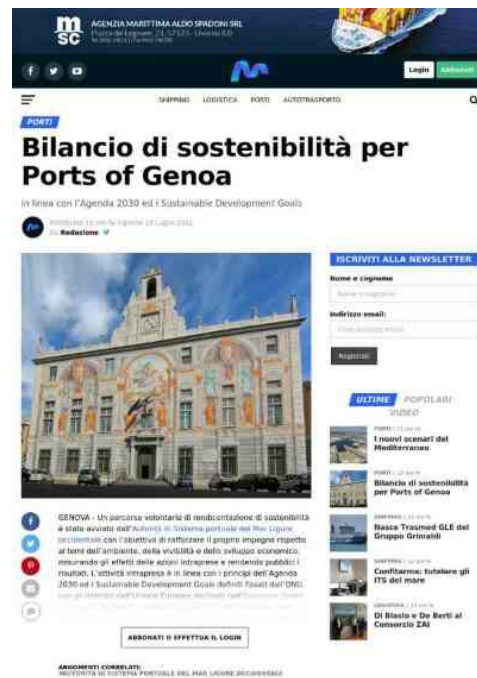 msc
AGENZIA MARITTIMA ALDO SPADONI SRL
Login
Abbonati
SHIPPING LOGISTICA PORTI AUTOTRASPORTO
PORTI
Bilancio di sostenibilità per
Ports of Genoa
In linea con l'Agenda 2030 ed i Sustainable Development Goals
Redazione
ISCRIVITI ALLA NEWSLETTER
Nome e cognome
Nome e cognome
Indirizzo email:
Registrati
ULTIME POPOLARI
VIDEO
PORTI
I nuovi scenari del
Mediterraneo
PORTI
Bilancio di sostenibilità
per Ports of Genoa
Nasce Trasmed GLE del
Gruppo Grimaldi
Confitarma: tutelare gli
ITS del mare
Di Blasio e De Berti al
Consorzio ZAI
GENOVA - Un percorso volontario di rendicontazione di sostenibilità
è stato avviato dall'Autorità di Sistema portuale del Mar Ligure
occidentale con l'obiettivo di rafforzare il proprio impegno rispetto
ai temi dell'ambiente, della vivibilità e dello sviluppo economico,
misurando gli effetti delle azioni intraprese e rendendo pubblici i
risultati. L'attività intrapresa è in linea con i principi dell'Agenda
2030 ed i Sustainable Development Goals definiti fissati dall'ONU,
ABBONATI O EFFETTUA IL LOGIN
ARGOMENTI CORRELATI:
AUTORITÀ DI SISTEMA PORTUALE DEL MAR LIGURE OCCIDENTALE